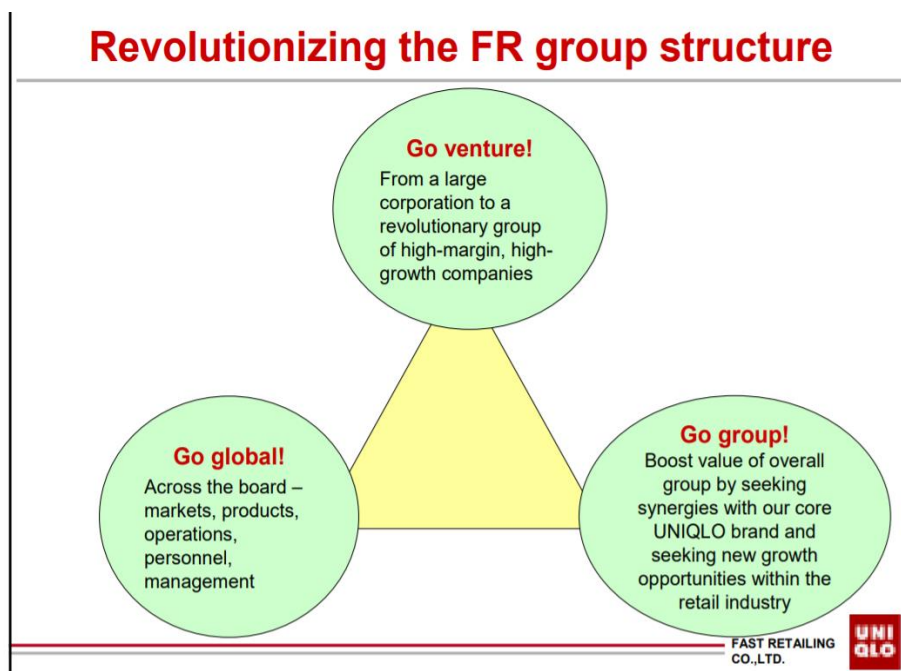 Revolutionizing the FR group structure
Go venture!
From a large
corporation to a
revolutionary group
of high-margin, high-
growth companies
Go global!
Across the board –
markets, products,
operations,
personnel,
management
Go group!
Boost value of overall
group by seeking
synergies with our core
UNIQLO brand and
seeking new growth
opportunities within the
retail industry
FAST RETAILING
CO.,LTD.
UNI
QLO